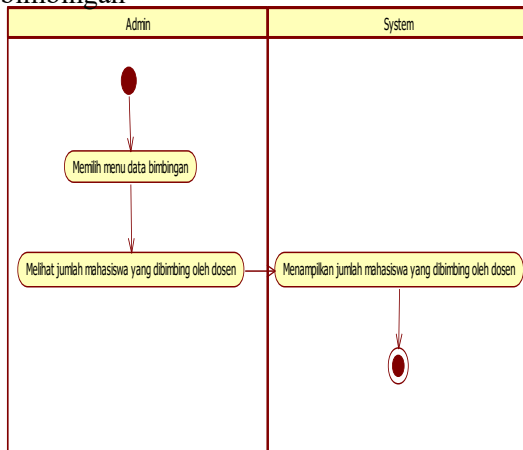 bimbingan
Admin
System
Memilih menu data bimbingan
Melihat jumlah mahasiswa yang dibimbing oleh dosen
Menampilkan jumlah mahasiswa yang dibimbing oleh dosen